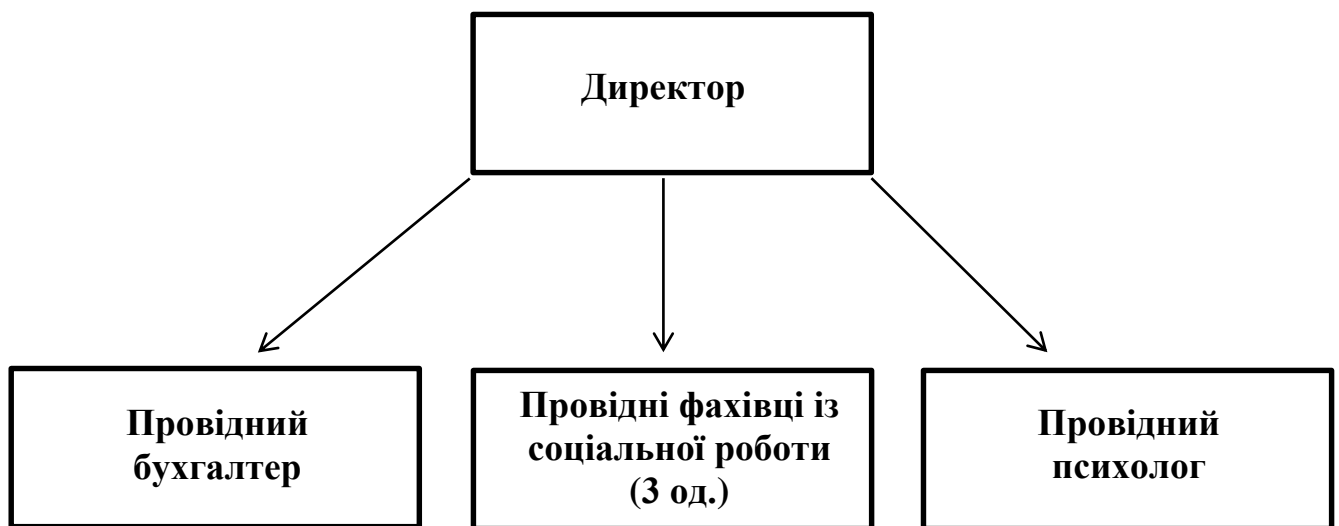 Директор
Провідний
бухгалтер
Провідні фахівці із
соціальної роботи
(3 од.)
Провідний
психолог